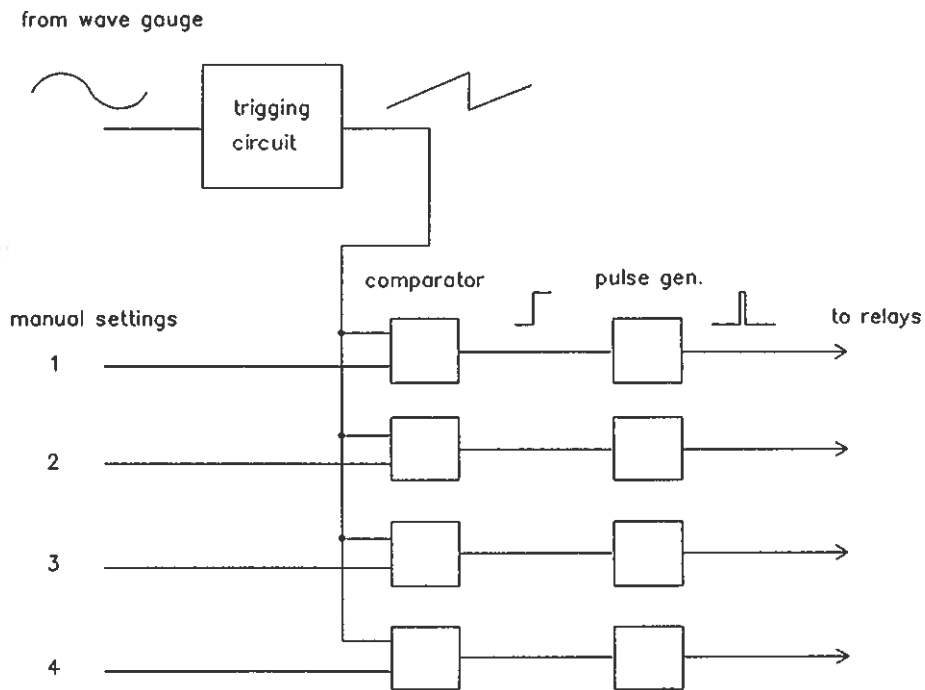 from wave gauge
trigging
circuit
comparator
pulse gen.
manual settings
to relays
1
2
3
4